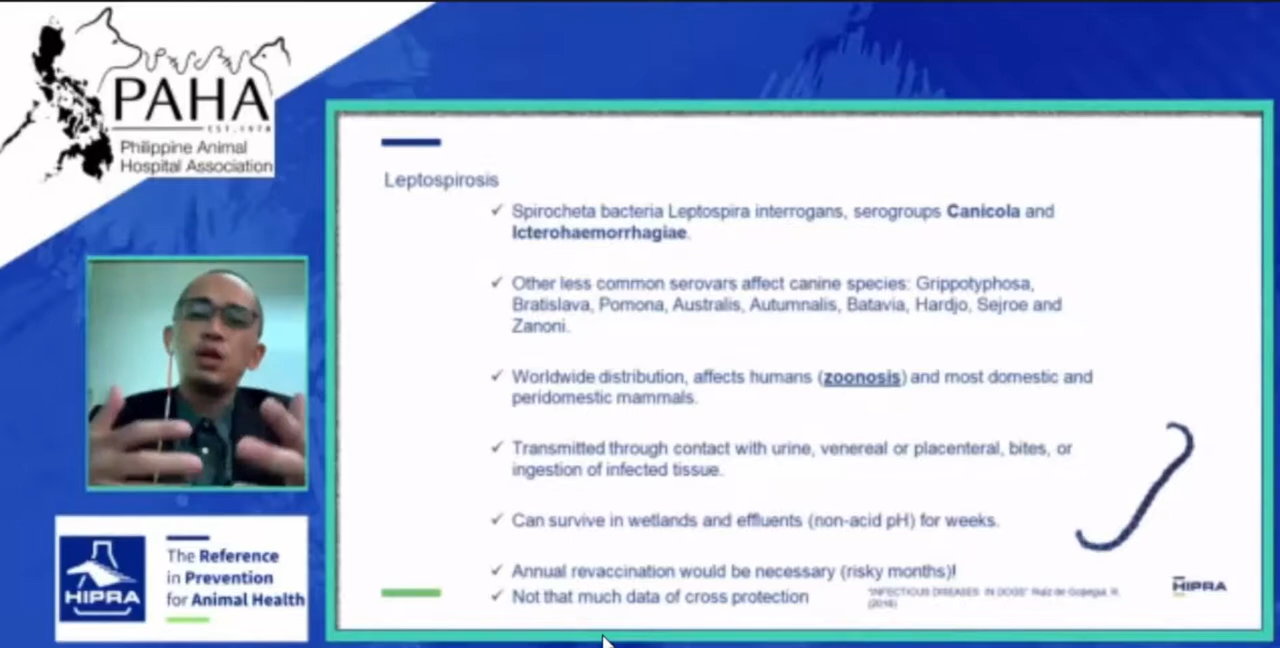 PAHA
EST. 1978
Philippine Animal
Hospital Association
Leptospirosis
✓ Spirocheta bacteria Leptospira interrogans, serogroups Canicola and
Icterohaemorrhagiae.
✓ Other less common serovars affect canine species: Grippotyphosa,
Bratislava, Pomona, Australis, Autumnalis, Batavia, Hardjo, Sejroe and
Zanoni.
✓ Worldwide distribution, affects humans (zoonosis) and most domestic and
peridomestic mammals.
✓ Transmitted through contact with urine, venereal or placenteral, bites, or
ingestion of infected tissue.
✓ Can survive in wetlands and effluents (non-acid pH) for weeks.
✓ Annual revaccination would be necessary (risky months)!
✓ Not that much data of cross protection
"INFECTIOUS DISEASES IN DOGS" Ruiz de
HIPRA
HIPRA
The Reference
in Prevention
for Animal Health